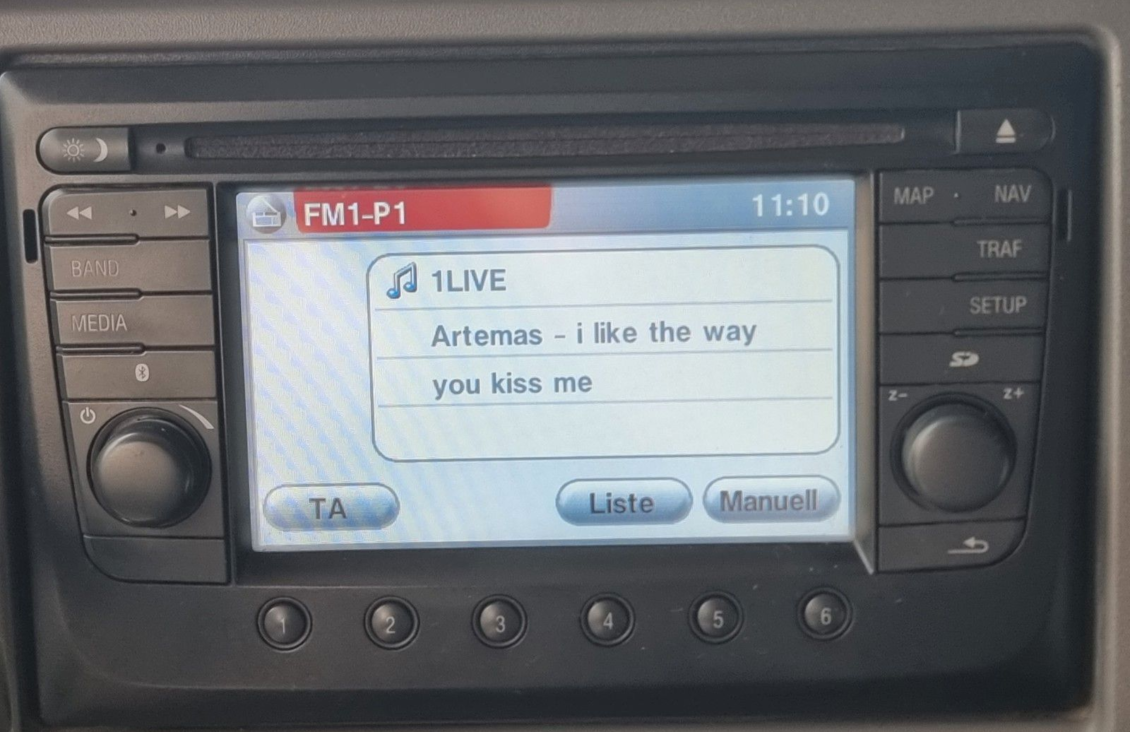 FM1-P1 11:10
MAP · NAV
BAND
MEDIA
1LIVE
Artemas - i like the way
you kiss me
TRAF
SETUP
z- z+
TA Liste Manuell
1 2 3 4 5 6